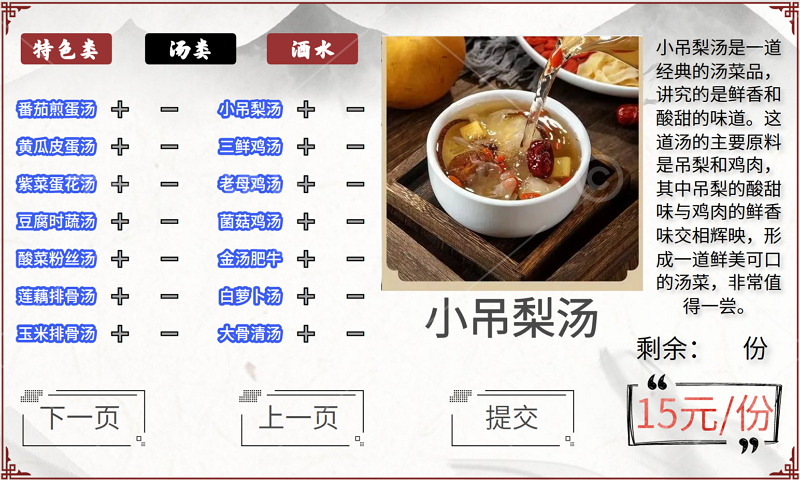 特色类 汤类 酒水
番茄煎蛋汤 小吊梨汤
黄瓜皮蛋汤 三鲜鸡汤
紫菜蛋花汤 老母鸡汤
豆腐时蔬汤 菌菇鸡汤
酸菜粉丝汤 金汤肥牛
莲藕排骨汤 白萝卜汤
玉米排骨汤 大骨清汤
小吊梨汤
小吊梨汤是一道
经典的汤菜品，
讲究的是鲜香和
酸甜的味道。这
道汤的主要原料
是吊梨和鸡肉，
其中吊梨的酸甜
味与鸡肉的鲜香
味交相辉映，形
成一道鲜美可口
的汤菜，非常值
得一尝。
剩余： 份
15元/份
下一页 上一页 提交